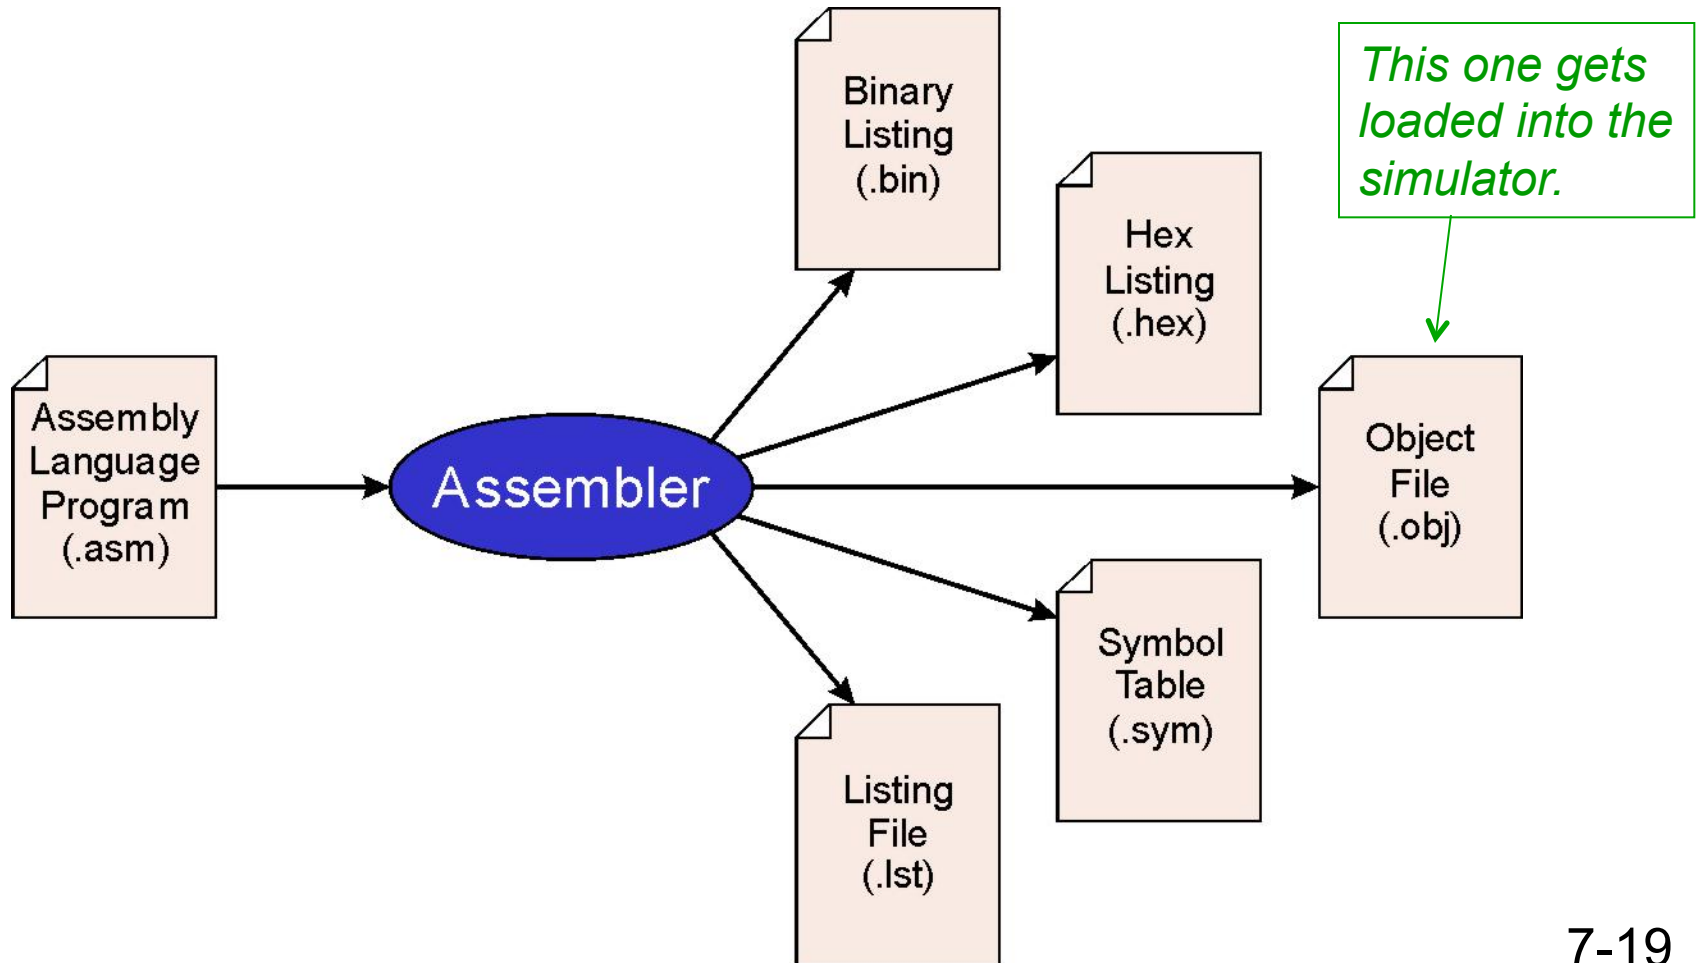 Assembly
Language
Program
(.asm)
Assembler
Binary
Listing
(.bin)
Hex
Listing
(.hex)
This one gets
loaded into the
simulator.
Object
File
(.obj)
Symbol
Table
(.sym)
Listing
File
(.lst)
7-19